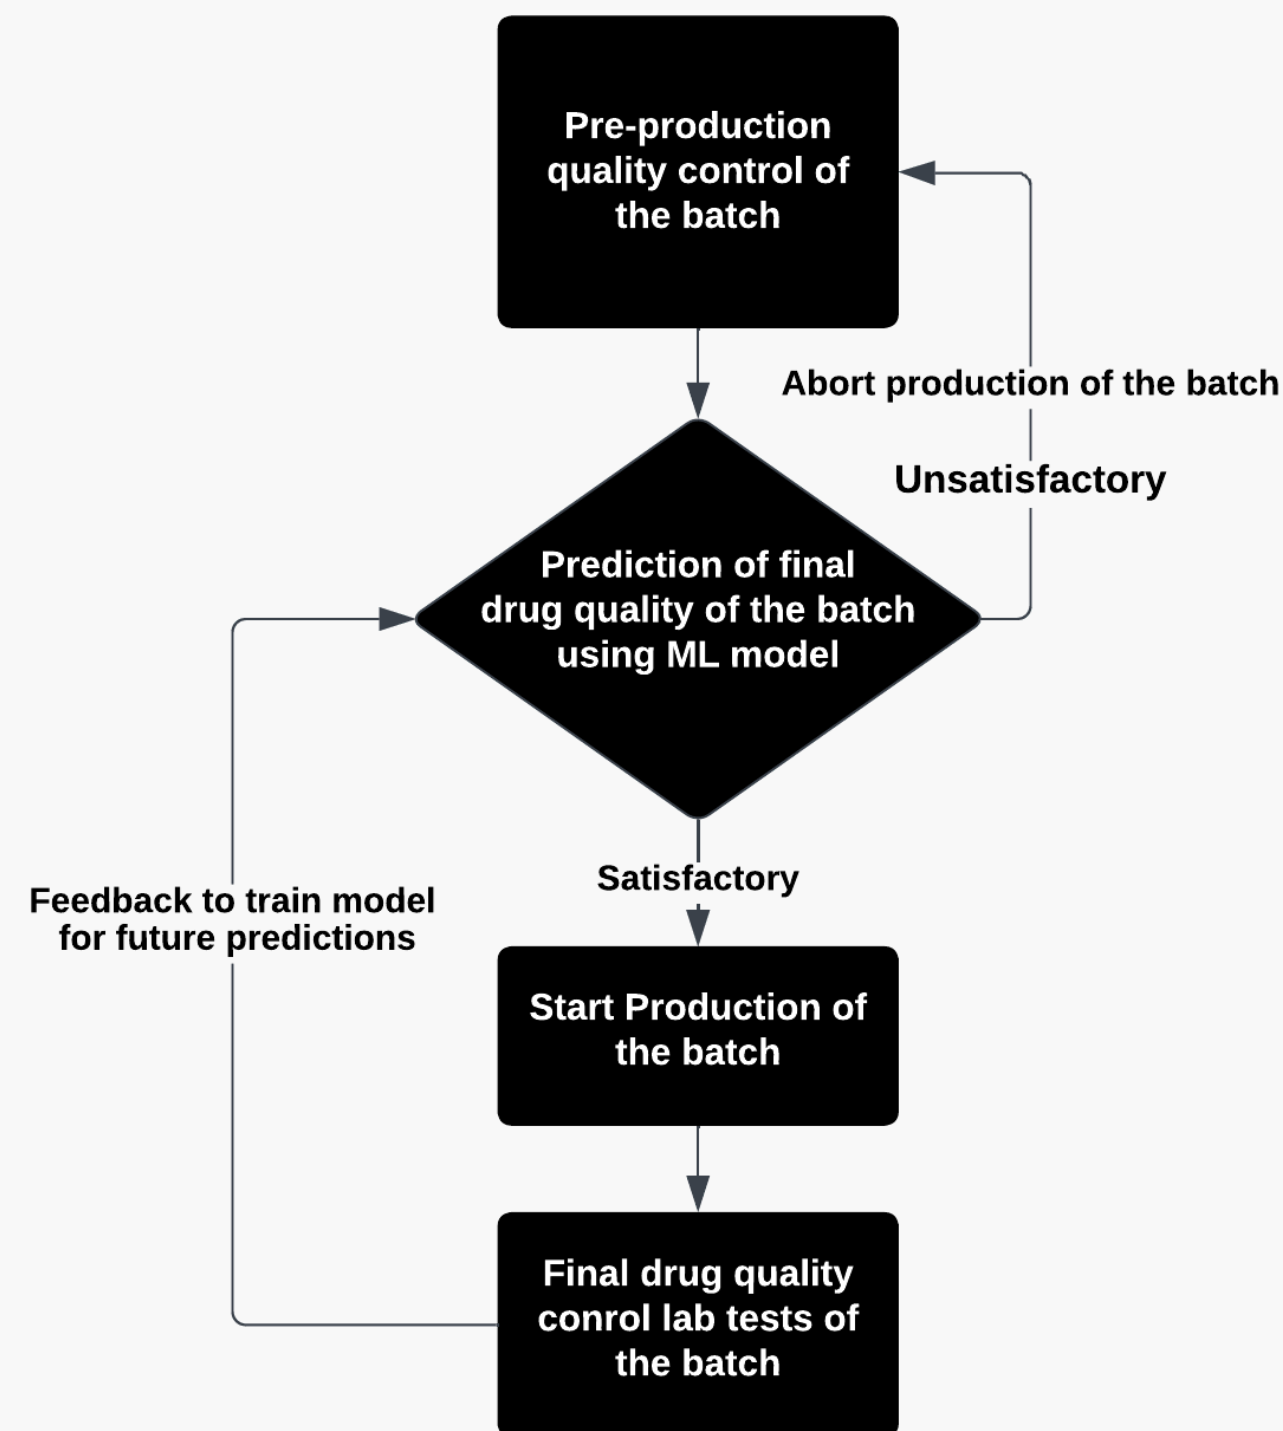 Pre-production
quality control of
the batch
Abort production of the batch
Unsatisfactory
Prediction of final
drug quality of the batch
using ML model
Satisfactory
Feedback to train model
for future predictions
Start Production of
the batch
Final drug quality
conrol lab tests of
the batch